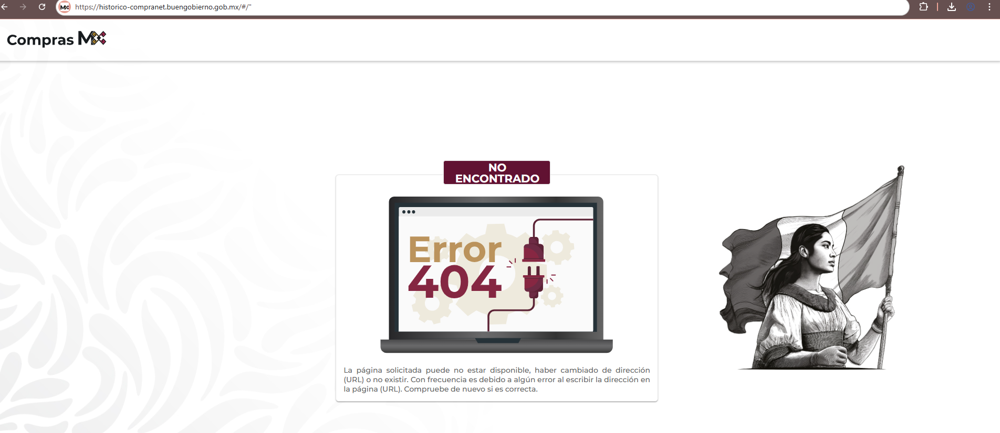 https://historico-compranet.buengobierno.gob.mx/#/"
Compras MX
NO
ENCONTRADO
Error
404
La página solicitada puede no estar disponible, haber cambiado de dirección
(URL) o no existir. Con frecuencia es debido a algún error al escribir la dirección en
la página (URL). Compruebe de nuevo si es correcta.